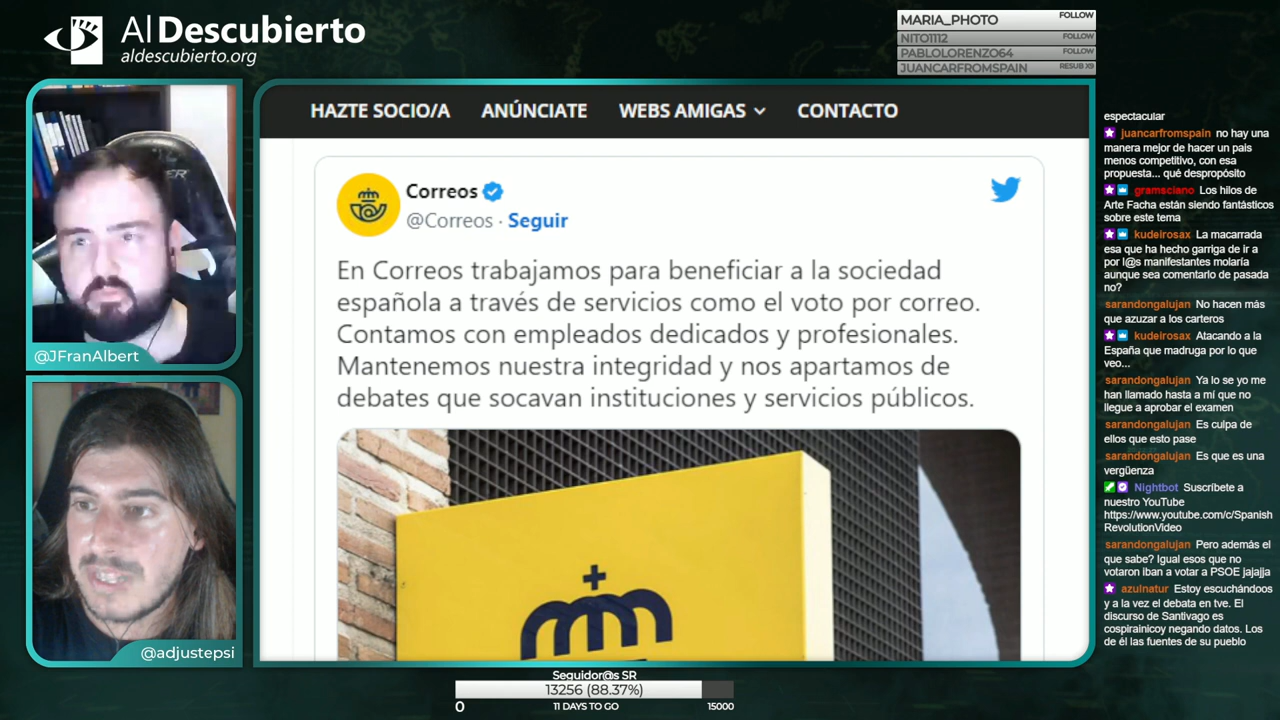 Al Descubierto
aldescubierto.org
MARIA_PHOTO FOLLOW
NITO1112 FOLLOW
PABLOLORENZO64 FOLLOW
JUANCARFROMSPAIN RESUB X9
HAZTE SOCIO/A ANÚNCIATE WEBS AMIGAS CONTACTO
Correos
@Correos · Seguir
En Correos trabajamos para beneficiar a la sociedad
española a través de servicios como el voto por correo.
Contamos con empleados dedicados y profesionales.
Mantenemos nuestra integridad y nos apartamos de
debates que socavan instituciones y servicios públicos.
@JFranAlbert
@adjustepsi
espectacular
juancarfromspain no hay una
manera mejor de hacer un pais
menos competitivo, con esa
propuesta... qué despropósito
gramsciano Los hilos de
Arte Facha están siendo fantásticos
sobre este tema
kudeirosax La macarrada
esa que ha hecho garriga de ir a
por l@s manifestantes molaría
aunque sea comentarlo de pasada
no?
sarandongalujan No hacen más
que azuzar a los carteros
kudeirosax Atacando a la
España que madruga por lo que
veo...
sarandongalujan Ya lo se yo me
han llamado hasta a mí que no
llegue a aprobar el examen
sarandongalujan Es culpa de
ellos que esto pase
sarandongalujan Es que es una
vergüenza
Nightbot Suscríbete a
nuestro YouTube
https://www.youtube.com/c/Spanish
RevolutionVideo
sarandongalujan Pero además el
que sabe? Igual esos que no
votaron iban a votar a PSOE jajajja
azulnatur Estoy escuchándoos
y a la vez el debata en tve. El
discurso de Santivago es
cospirainicoy negando datos. Los
de él las fuentes de su pueblo
Seguidor@s SR
13256 (88.37%)
0 11 DAYS TO GO 15000